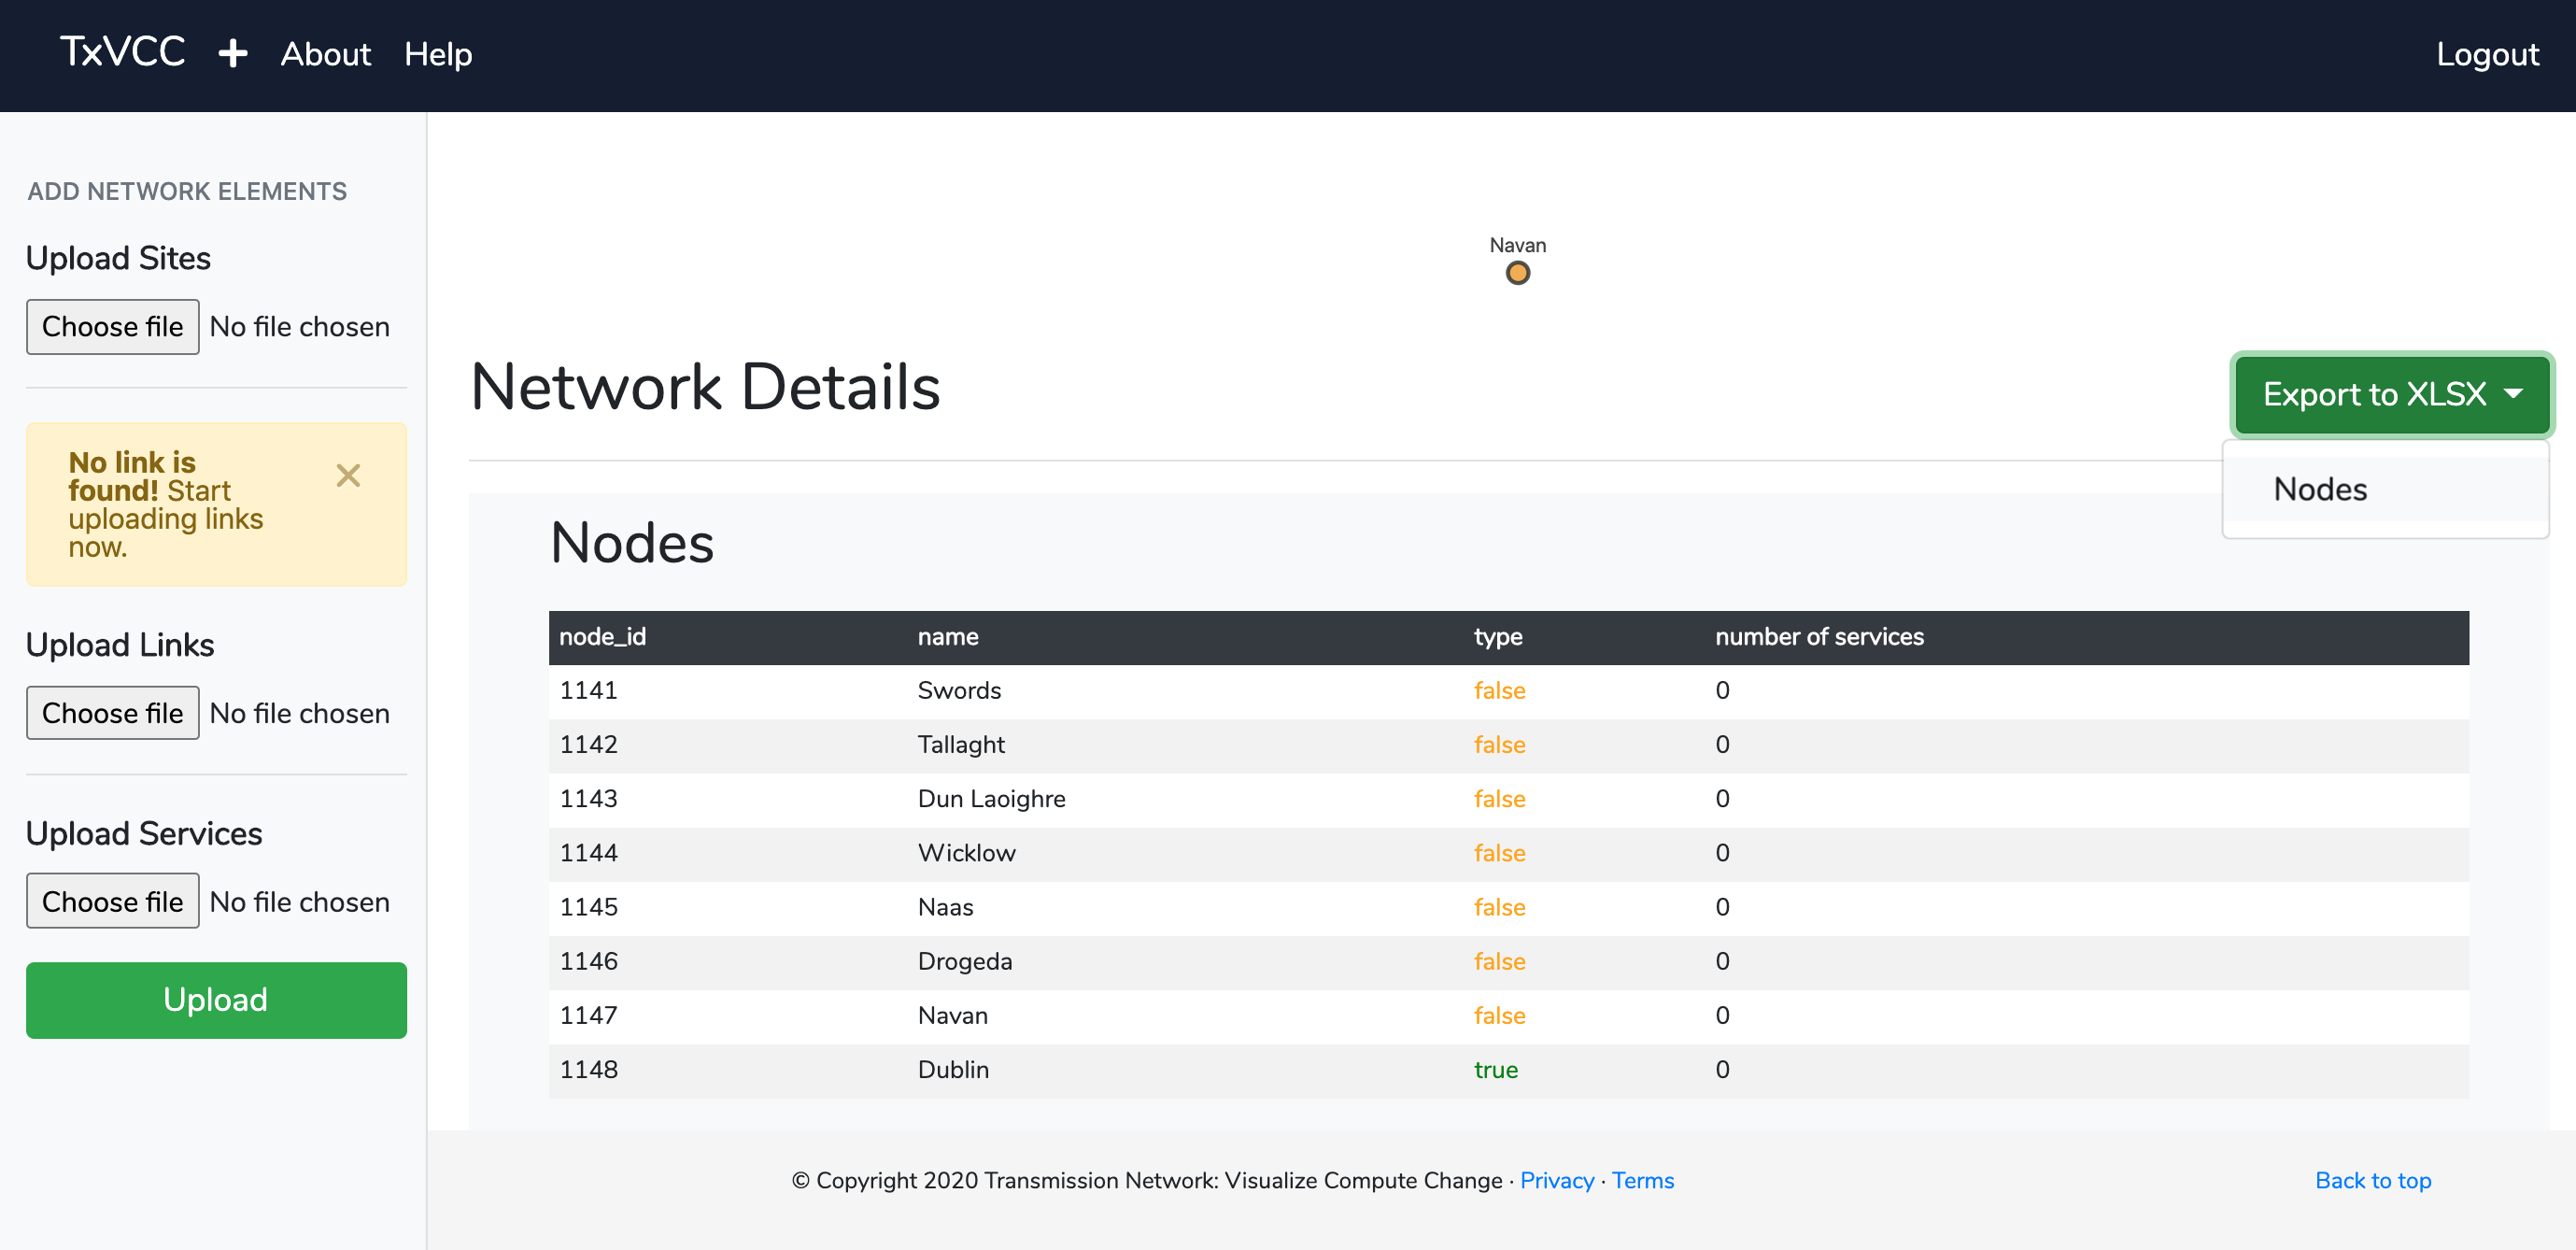 TxVCC + About Help Logout
ADD NETWORK ELEMENTS
Upload Sites
Choose file No file chosen
No link is
found! Start
uploading links
now.
×
Upload Links
Choose file No file chosen
Upload Services
Choose file No file chosen
Upload
Navan
Network Details
Export to XLSX
Nodes
Nodes
node_id name type number of services
1141 Swords false 0
1142 Tallaght false 0
1143 Dun Laoighre false 0
1144 Wicklow false 0
1145 Naas false 0
1146 Drogeda false 0
1147 Navan false 0
1148 Dublin true 0
© Copyright 2020 Transmission Network: Visualize Compute Change · Privacy · Terms
Back to top